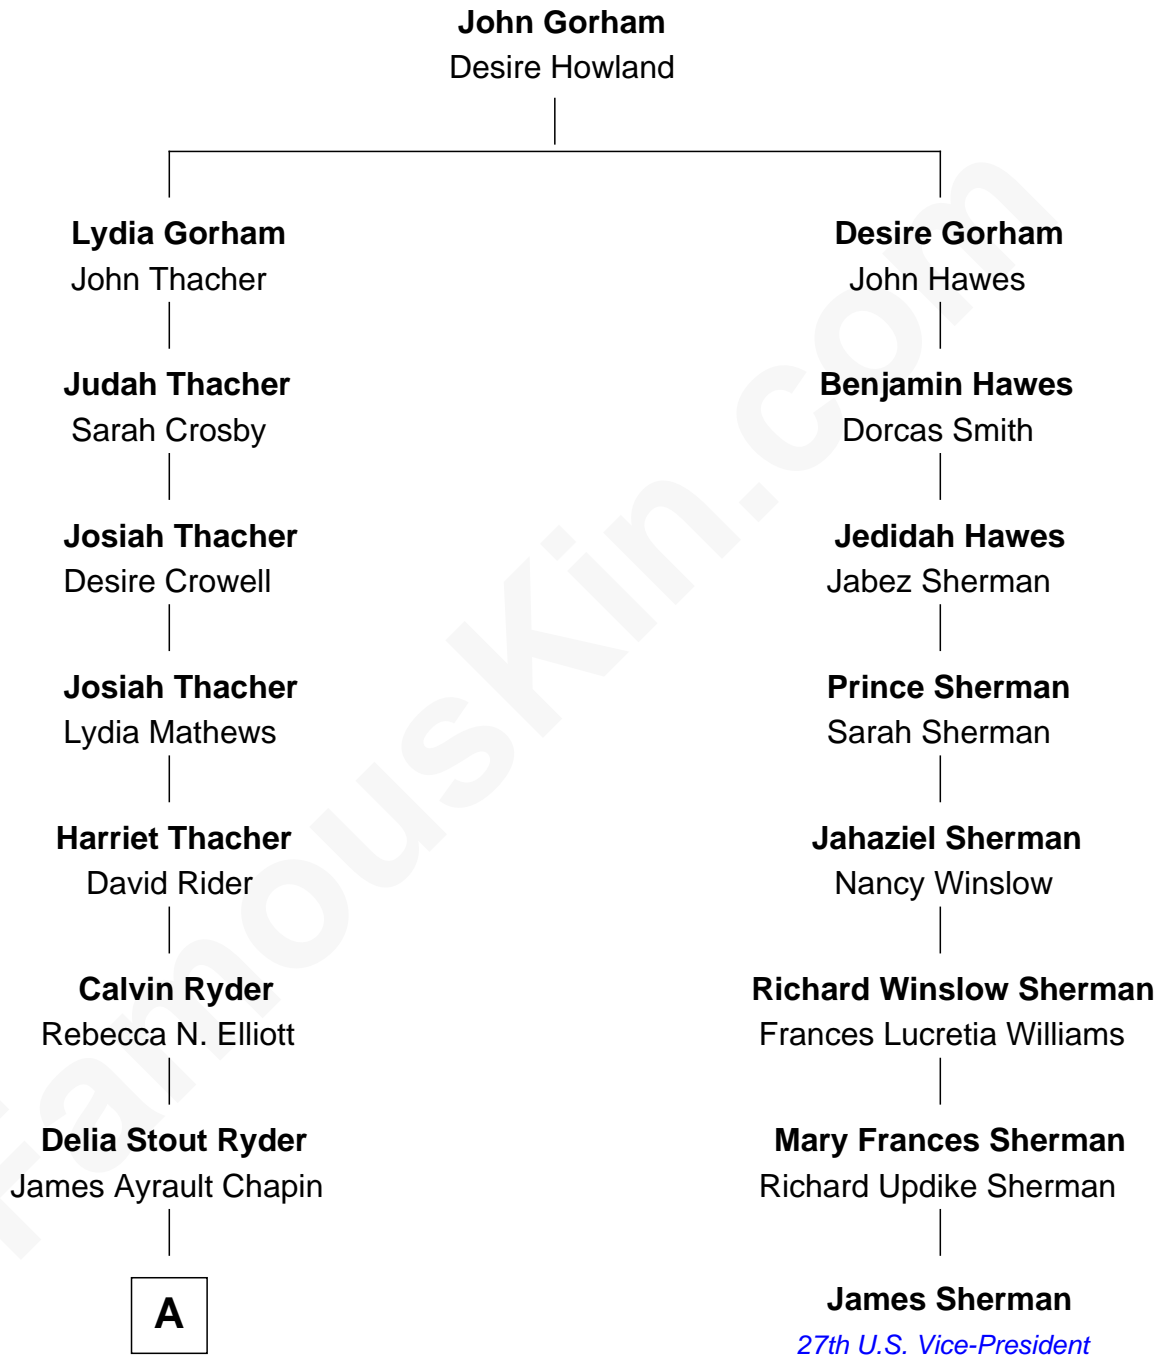 John Gorham
Desire Howland
Lydia Gorham
John Thacher
Desire Gorham
John Hawes
Judah Thacher
Sarah Crosby
Benjamin Hawes
Dorcas Smith
Josiah Thacher
Desire Crowell
Jedidah Hawes
Jabez Sherman
Josiah Thacher
Lydia Mathews
Prince Sherman
Sarah Sherman
Harriet Thacher
David Rider
Jahaziel Sherman
Nancy Winslow
Calvin Ryder
Rebecca N. Elliott
Richard Winslow Sherman
Frances Lucretia Williams
Delia Stout Ryder
James Ayrault Chapin
Mary Frances Sherman
Richard Updike Sherman
A
James Sherman
27th U.S. Vice-President
FamousKin.com